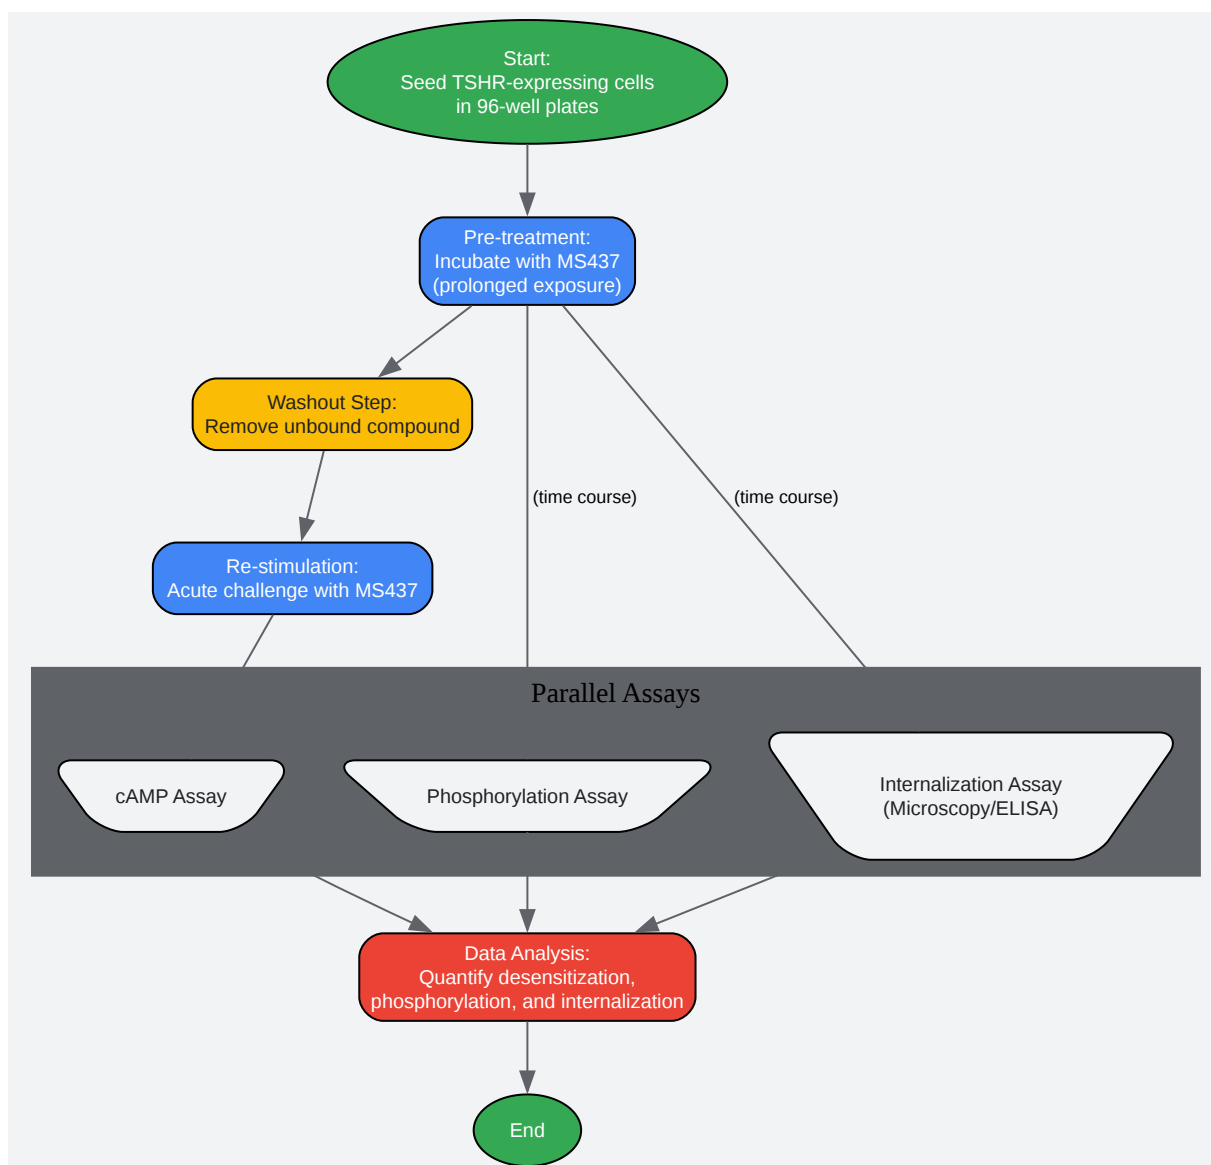 Start:
Seed TSHR-expressing cells
in 96-well plates
Pre-treatment:
Incubate with MS437
(prolonged exposure)
Washout Step:
Remove unbound compound
(time course)
(time course)
Re-stimulation:
Acute challenge with MS437
Parallel Assays
cAMP Assay
Phosphorylation Assay
Internalization Assay
(Microscopy/ELISA)
Data Analysis:
Quantify desensitization,
phosphorylation, and internalization
End